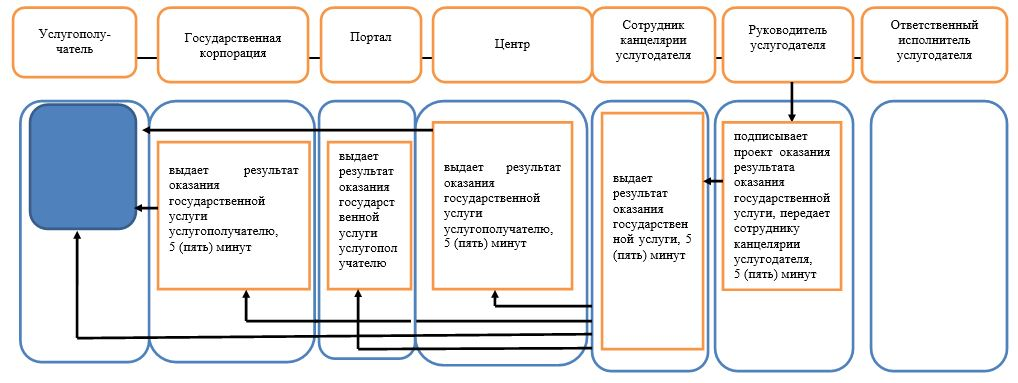 Услугополу-
чатель
Государственная
корпорация
Портал
Центр
Сотрудник
канцелярии
услугодателя
Руководитель
услугодателя
Ответственный
исполнитель
услугодателя
выдает результат
оказания
государственной
услуги
услугополучателю,
5 (пять) минут
выдает
результат
оказания
государст
венной
услуги
услугопол
учателю
выдает результат
оказания
государственной
услуги
услугополучателю,
5 (пять) минут
выдает
результат
оказания
государствен
ной услуги, 5
(пять) минут
подписывает
проект оказания
результата
оказания
государственной
услуги, передает
сотруднику
канцелярии
услугодателя,
5 (пять) минут